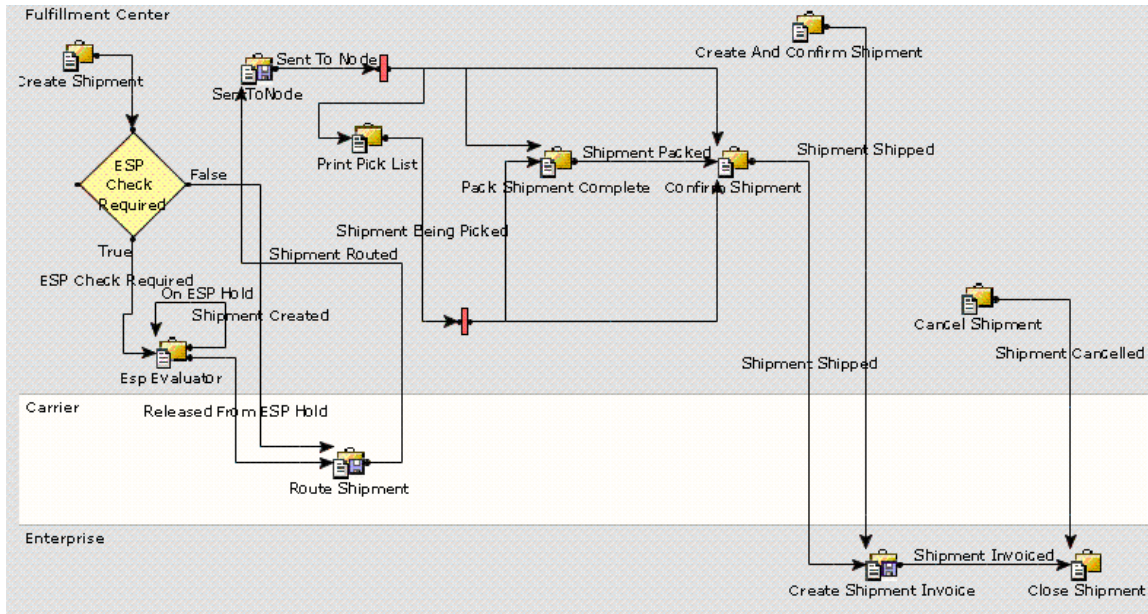 Fulfillment Center
Create And Confirm Shipment
Create Shipment
Sent To Node
SentToNode
Print Pick List
Shipment Packed
Shipment Shipped
Pack Shipment Complete
Confirm Shipment
ESP
Check
Required
False
True
Shipment Being Picked
Shipment Routed
ESP Check Required
On ESP Hold
Shipment Created
Cancel Shipment
Esp Evaluator
Shipment Shipped
Shipment Cancelled
Carrier
Released From ESP Hold
Route Shipment
Enterprise
Shipment Invoiced
Create Shipment Invoice
Close Shipment